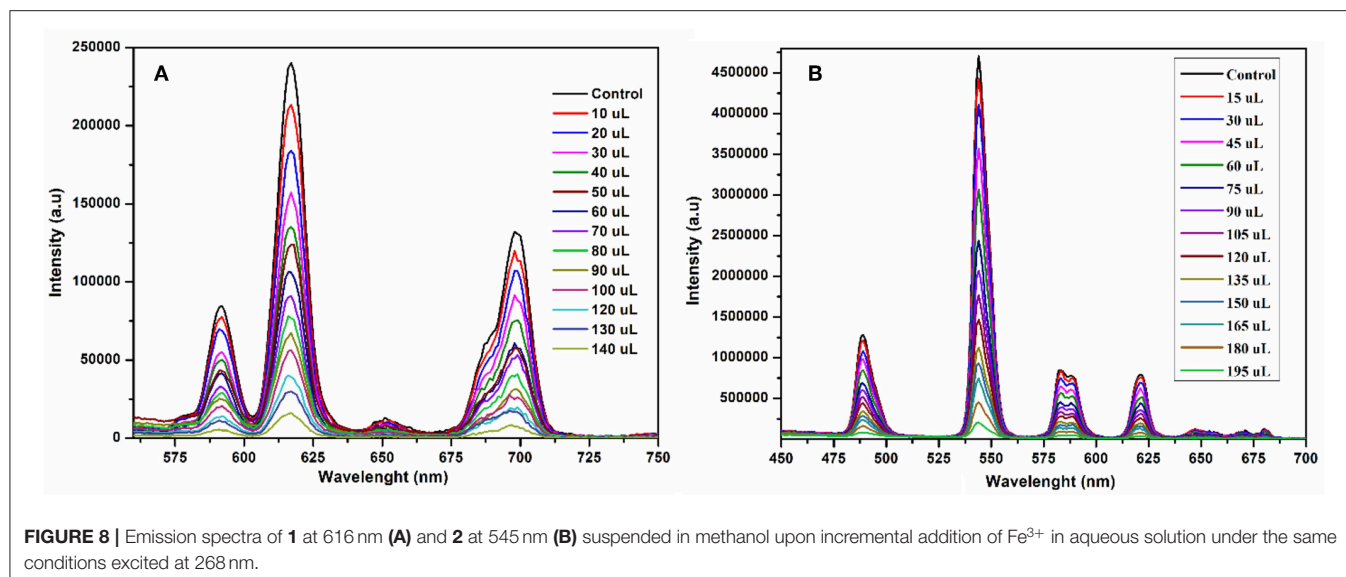 250000
200000
150000
100000
50000
0
Intensity (a.u)
A
Control
10 uL
20 uL
30 uL
40 uL
50 uL
60 uL
70 uL
80 uL
90 uL
100 uL
120 uL
130 uL
140 uL
575 600 625 650 675 700 725 750
Wavelenght (nm)
4500000
4000000
3500000
3000000
2500000
2000000
1500000
1000000
500000
0
Intensity (a.u)
B
Control
15 uL
30 uL
45 uL
60 uL
75 uL
90 uL
105 uL
120 uL
135 uL
150 uL
165 uL
180 uL
195 uL
450 475 500 525 550 575 600 625 650 675 700
Wavelenght (nm)
FIGURE 8 | Emission spectra of 1 at 616 nm (A) and 2 at 545 nm (B) suspended in methanol upon incremental addition of Fe³⁺ in aqueous solution under the same
conditions excited at 268 nm.